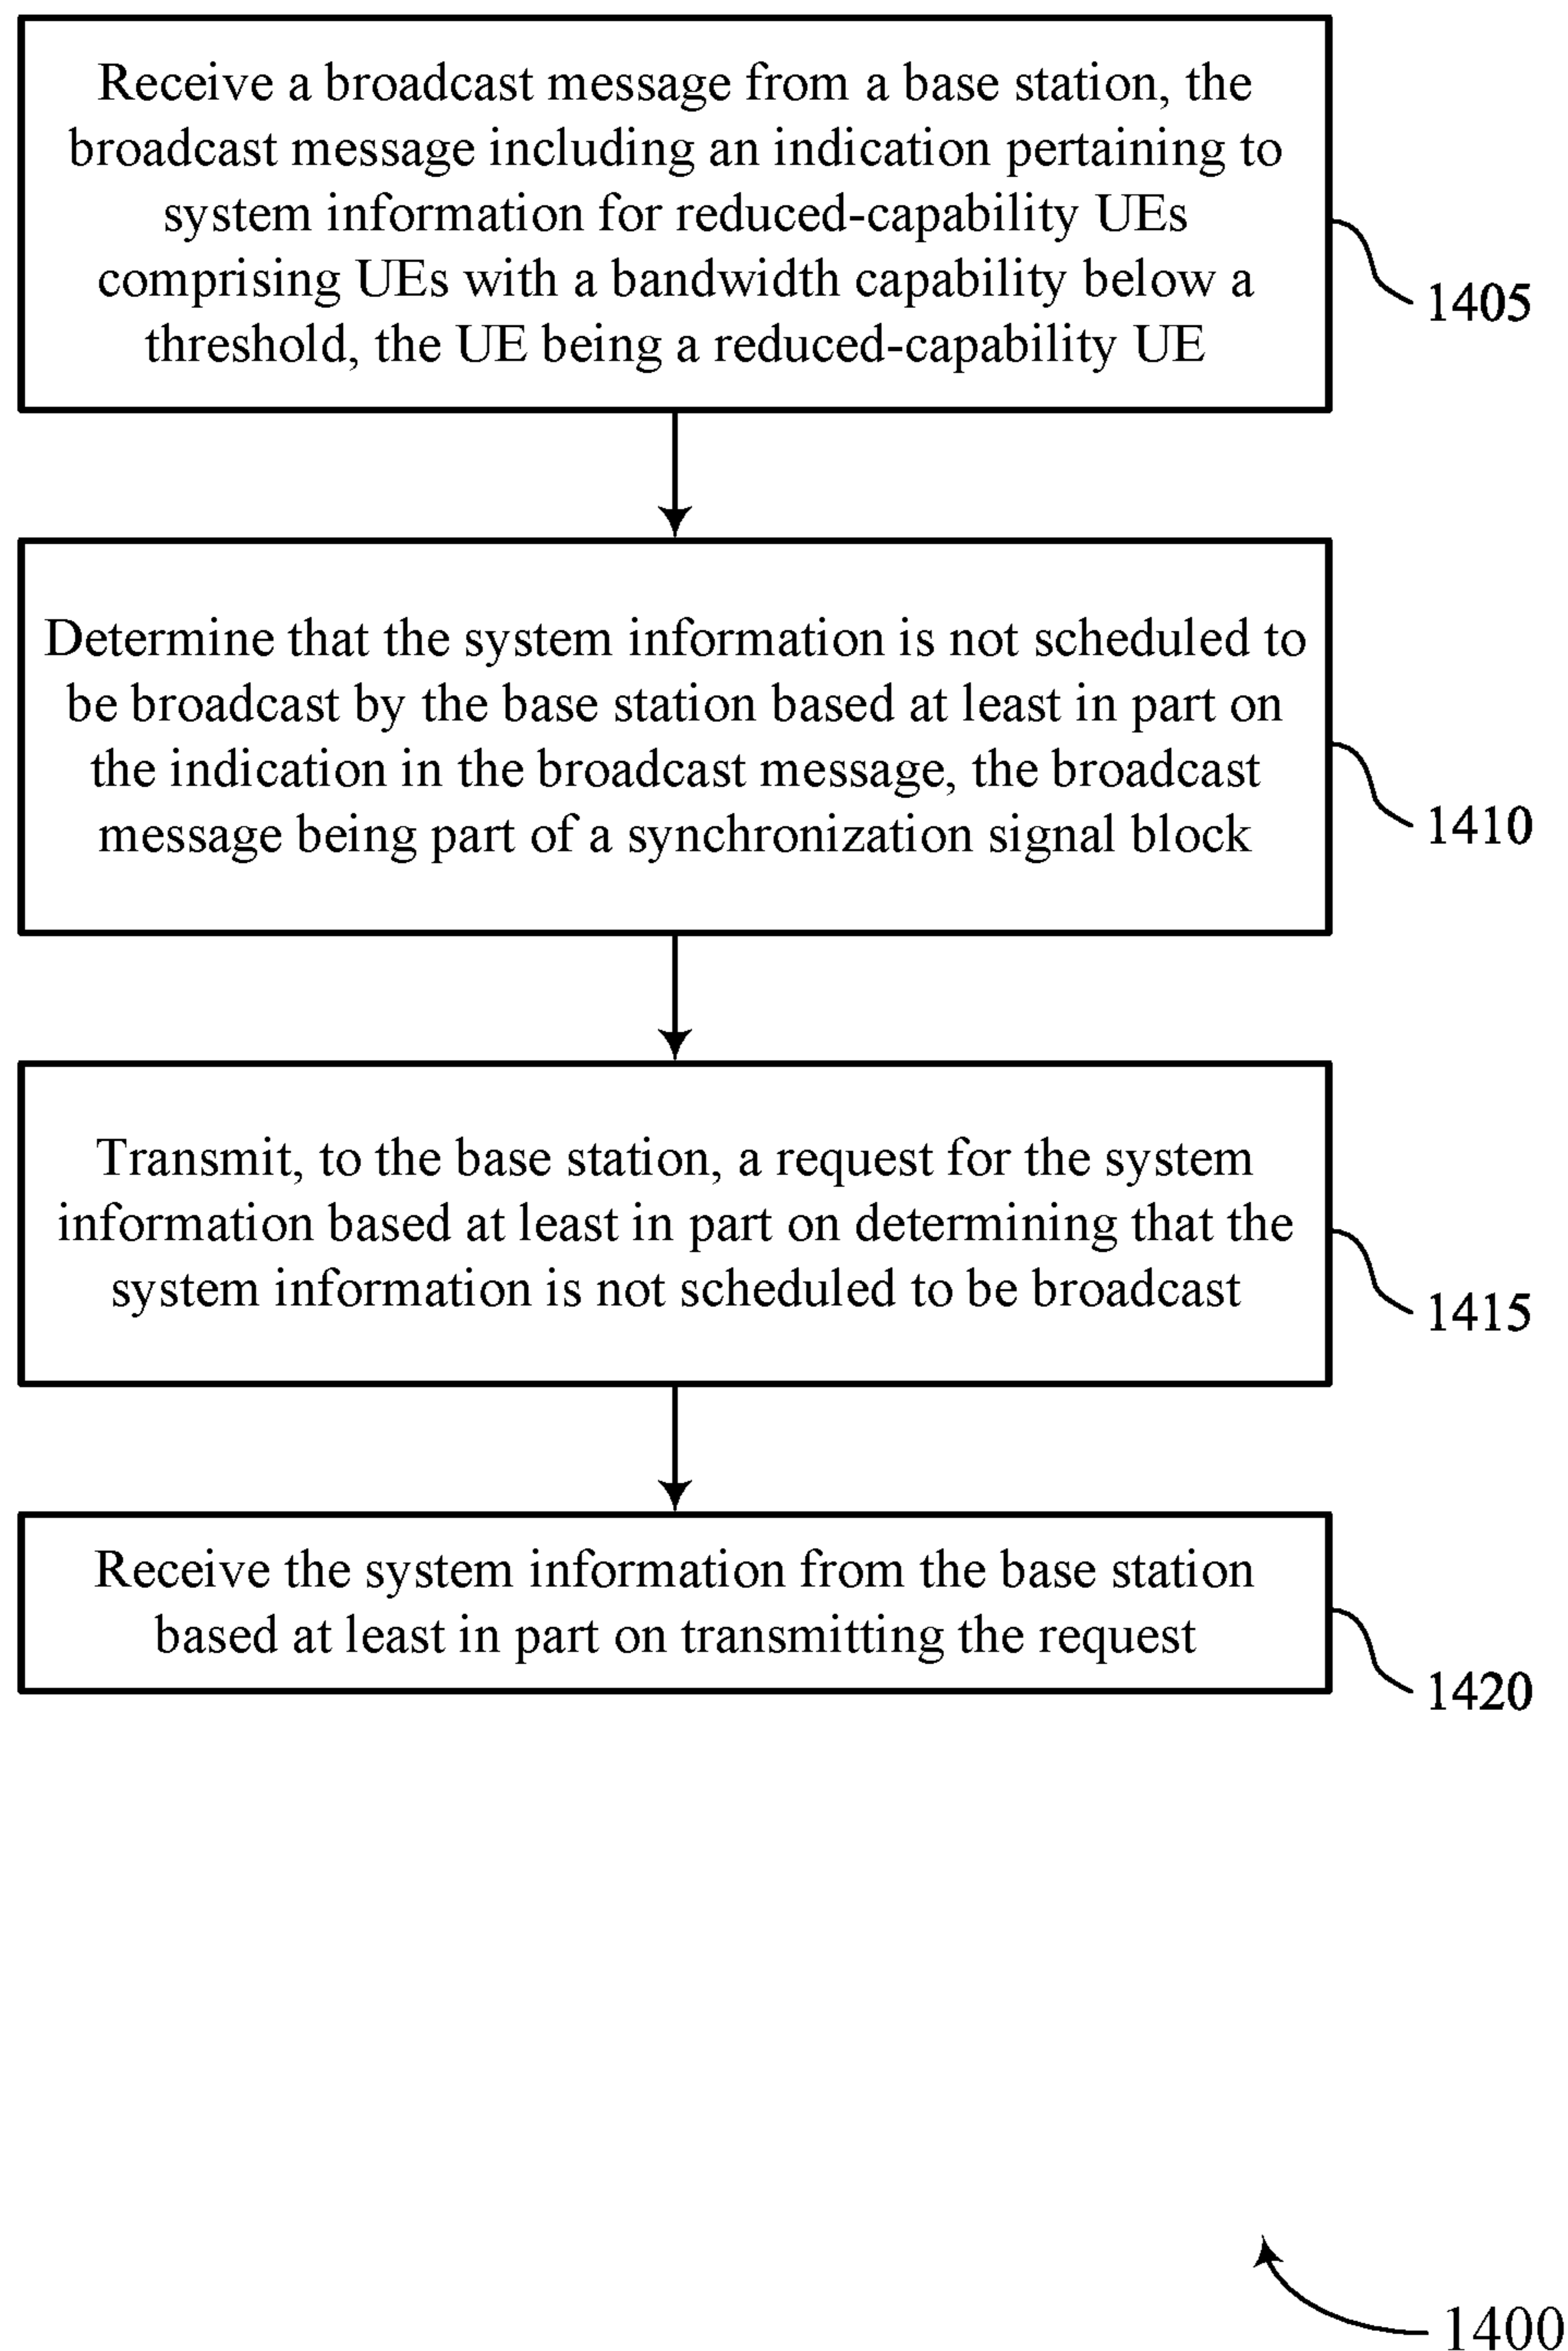 Receive a broadcast message from a base station, the
broadcast message including an indication pertaining to
system information for reduced-capability UEs
comprising UEs with a bandwidth capability below a
threshold, the UE being a reduced-capability UE
1405
Determine that the system information is not scheduled to
be broadcast by the base station based at least in part on
the indication in the broadcast message, the broadcast
message being part of a synchronization signal block
1410
Transmit, to the base station, a request for the system
information based at least in part on determining that the
system information is not scheduled to be broadcast
1415
Receive the system information from the base station
based at least in part on transmitting the request
1420
1400